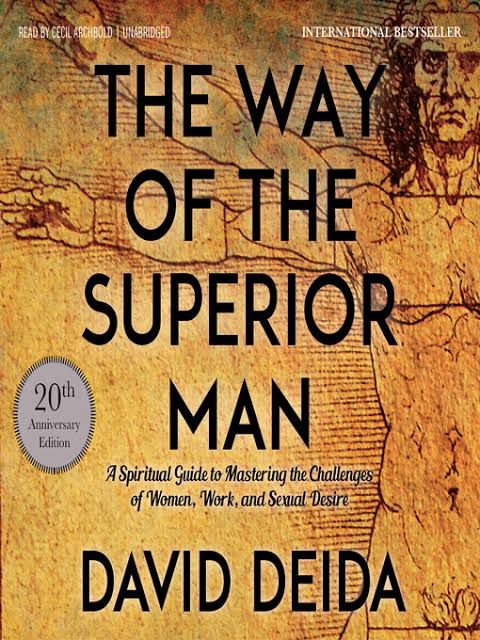 READ BY CECIL ARCHBOLD | UNABRIDGED
INTERNATIONAL BESTSELLER
THE WAY
OF THE
SUPERIOR
MAN
20th
Anniversary
Edition
A Spiritual Guide to Mastering the Challenges
of Women, Work, and Sexual Desire
DAVID DEIDA